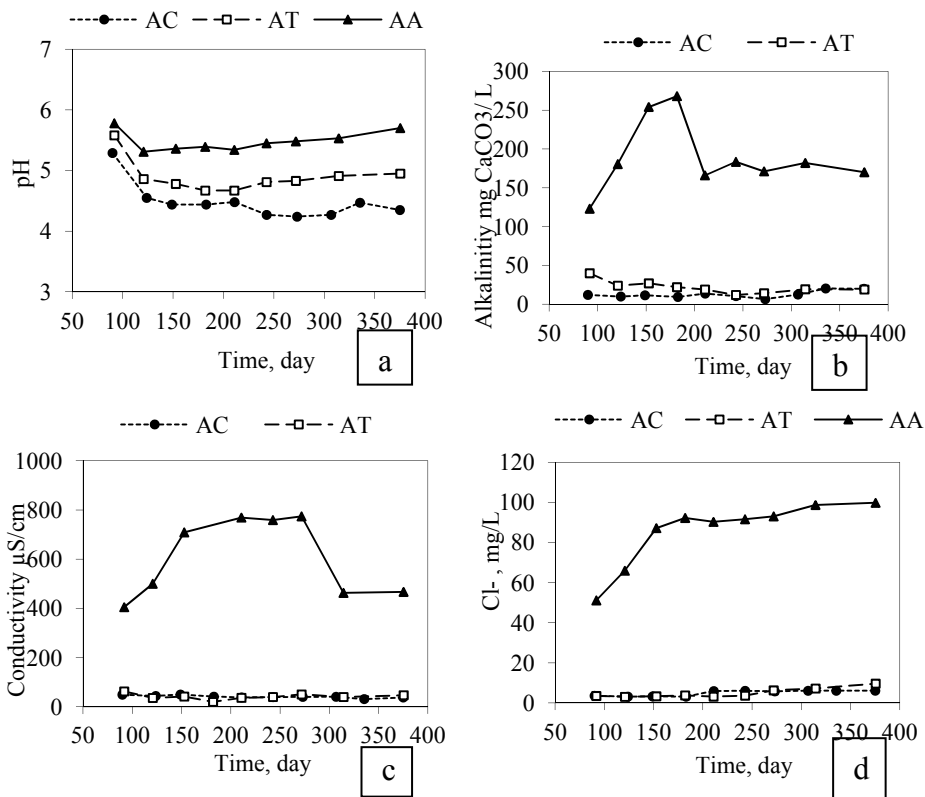 AC AT AA
7
6
5
4
3
pH
50 100 150 200 250 300 350 400
Time, day
a
AC AT
300
250
200
150
100
50
0
Alkalinitiy mg CaCO3/ L
50 100 150 200 250 300 350 400
Time, day
b
AC AT
1000
800
600
400
200
0
Conductivity µS/cm
50 100 150 200 250 300 350 400
Time, day
c
AC AT AA
120
100
80
60
40
20
0
Cl- , mg/L
50 100 150 200 250 300 350 400
Time, day
d